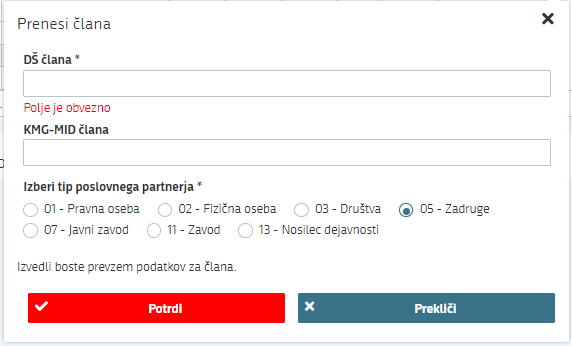 Prenesi člana
DŠ člana *
Polje je obvezno
KMG-MID člana
Izberi tip poslovnega partnerja *
01 - Pravna oseba 02 - Fizična oseba 03 - Društva 05 - Zadruge
07 - Javni zavod 11 - Zavod 13 - Nosilec dejavnosti
Izvedli boste prevzem podatkov za člana.
Potrdi Prekliči